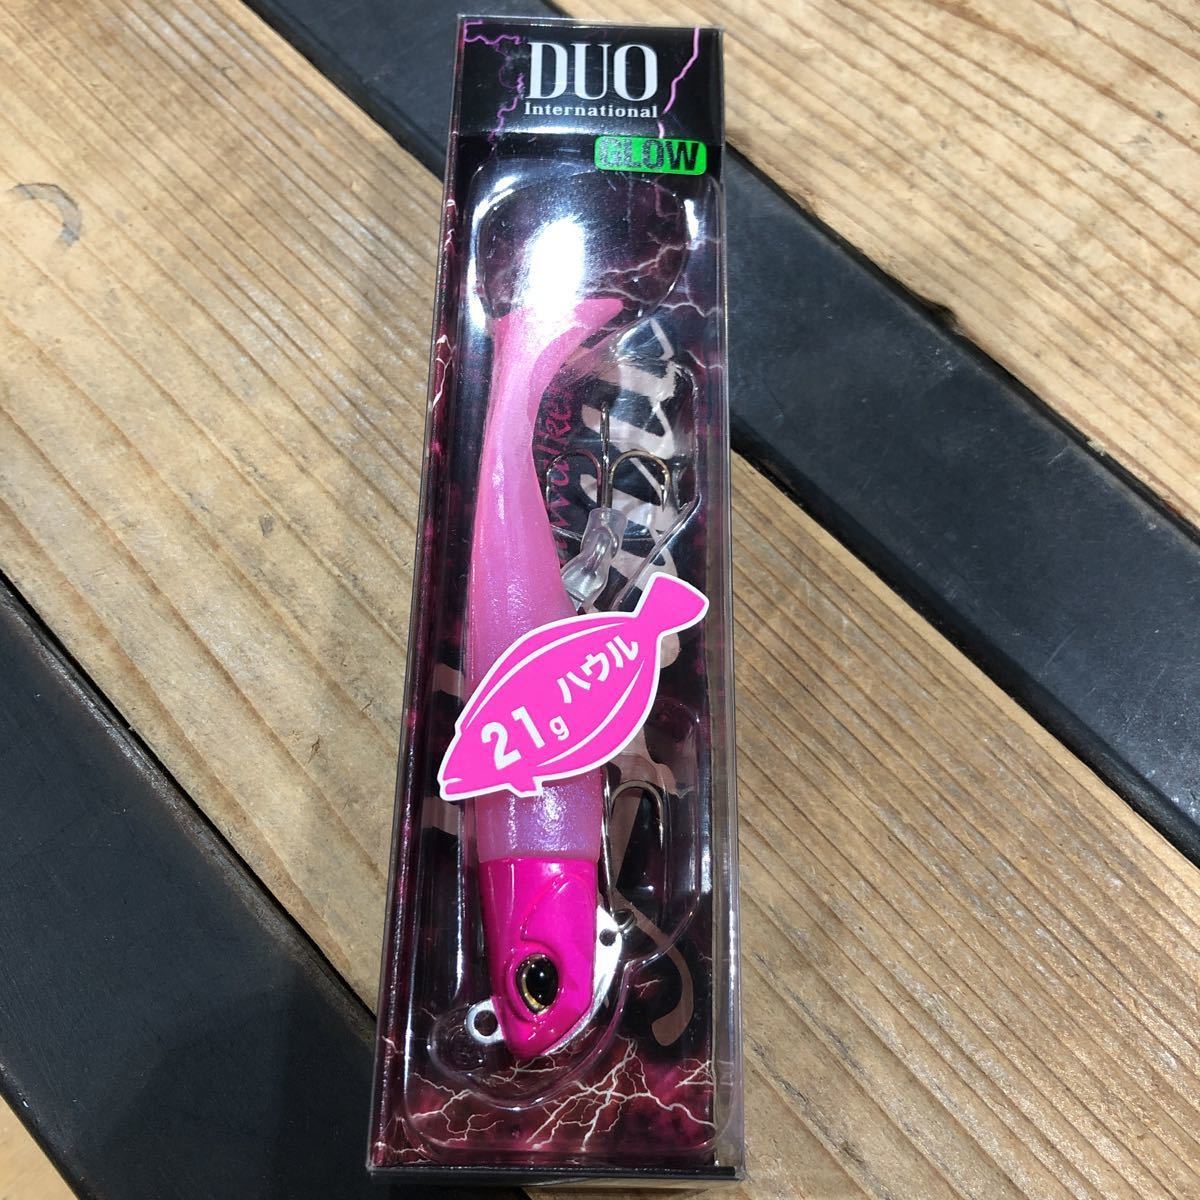 DUO
International
GLOW
ハウル
21g